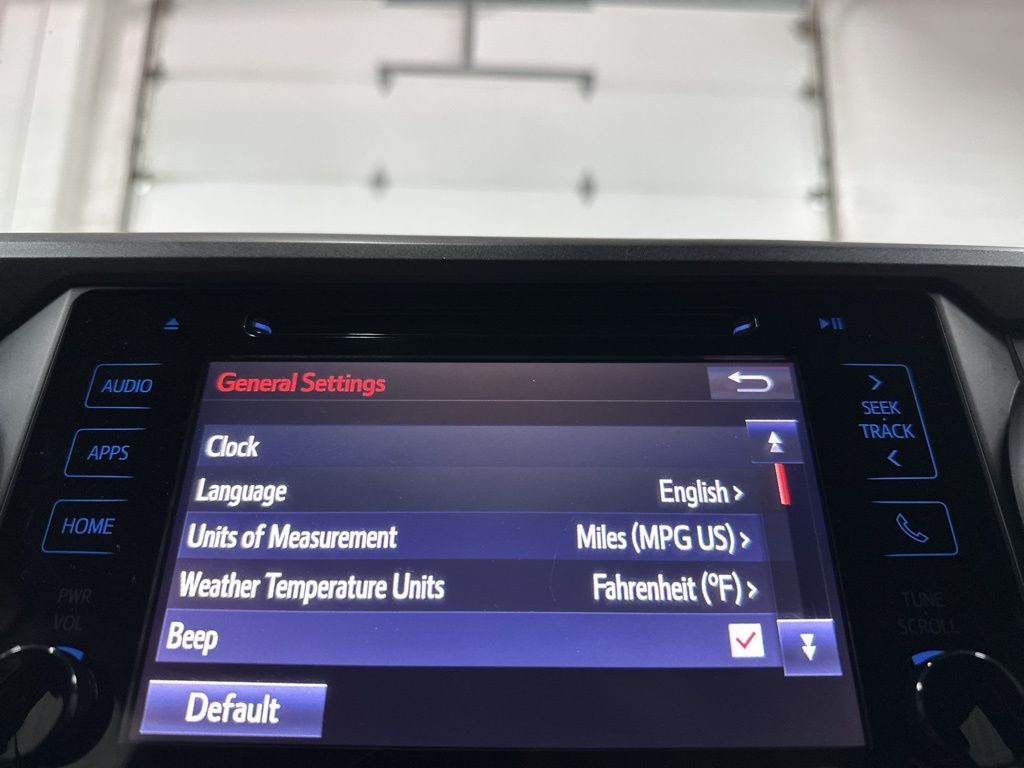 AUDIO
APPS
HOME
PWR
VOL
General Settings
Clock
Language English >
Units of Measurement Miles (MPG US) >
Weather Temperature Units Fahrenheit (°F) >
Beep
Default
>
SEEK
TRACK
<
TUNE
SCROLL